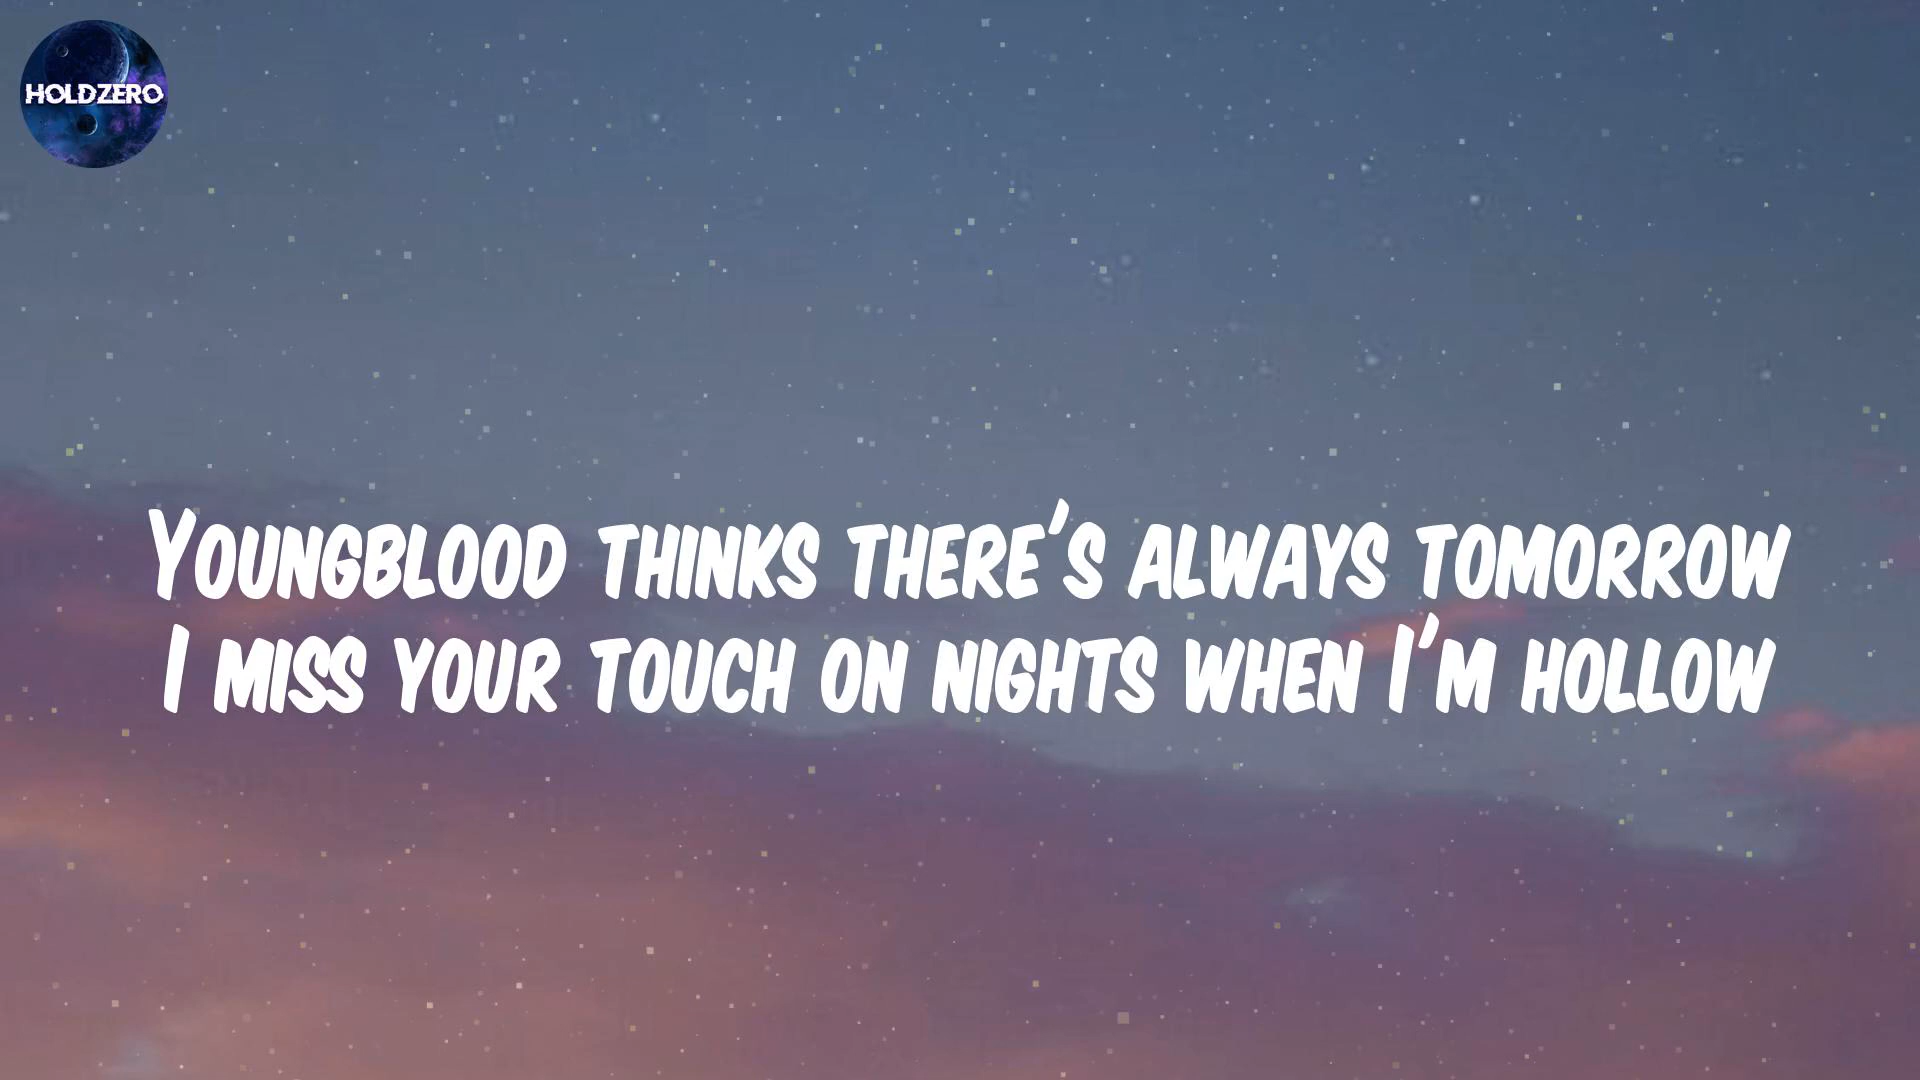 HOLDZERO
Youngblood thinks there's always tomorrow
I miss your touch on nights when I'm hollow